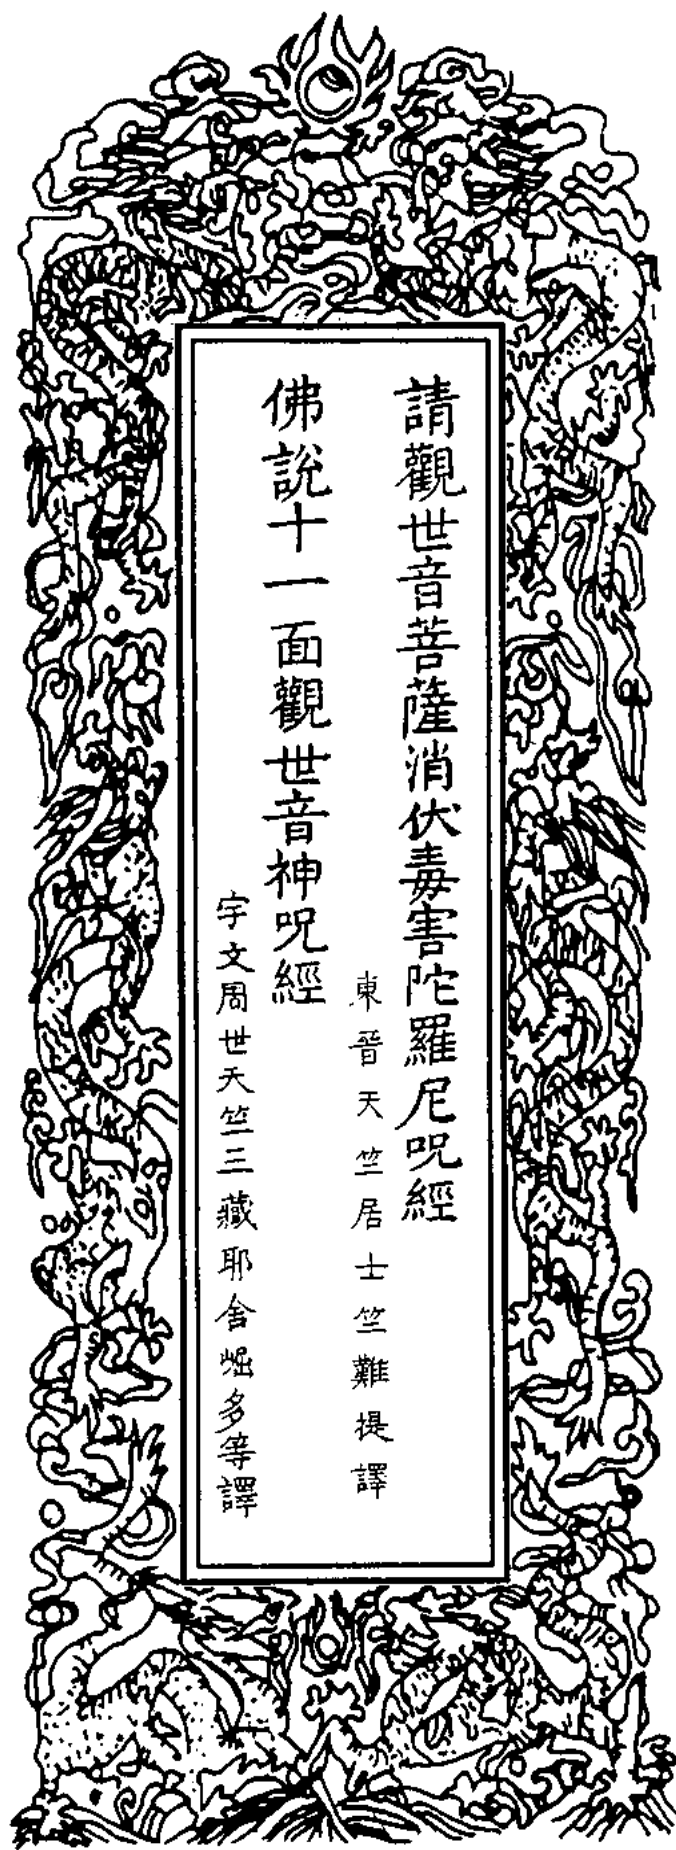 請觀世音菩薩消伏毒害陀羅尼呪經
東晉天竺居士竺難提譯
佛說十一面觀世音神呪經
宇文周世天竺三藏耶舍崛多等譯